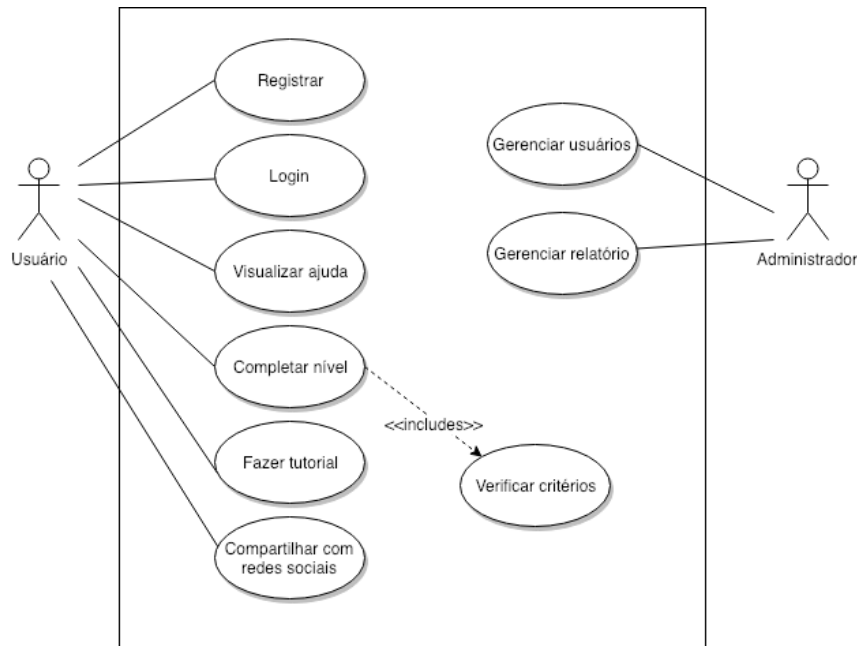 Registrar
Login
Visualizar ajuda
Completar nível
Fazer tutorial
Compartilhar com
redes sociais
Usuário
Gerenciar usuários
Gerenciar relatório
Administrador
<<includes>>
Verificar critérios